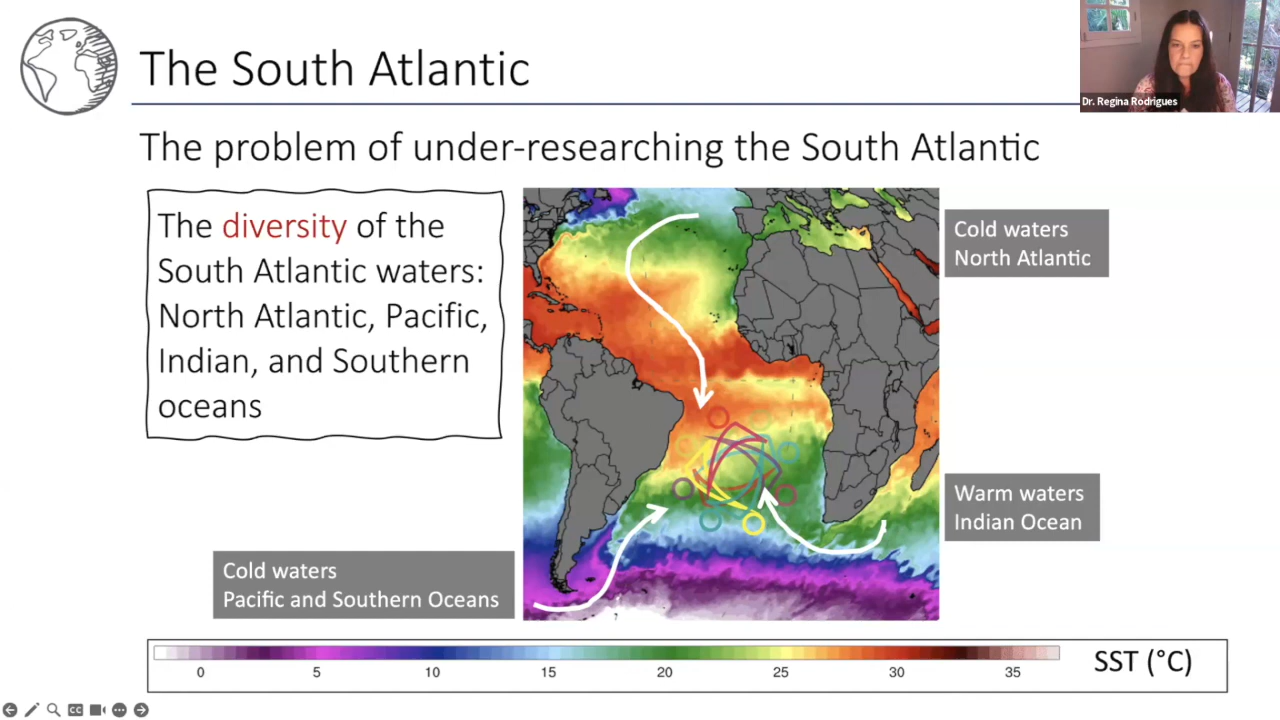 The South Atlantic
Dr. Regina Rodrigues
The problem of under-researching the South Atlantic
The diversity of the
South Atlantic waters:
North Atlantic, Pacific,
Indian, and Southern
oceans
Cold waters
North Atlantic
Warm waters
Indian Ocean
Cold waters
Pacific and Southern Oceans
0 5 10 15 20 25 30 35
SST (°C)
CC